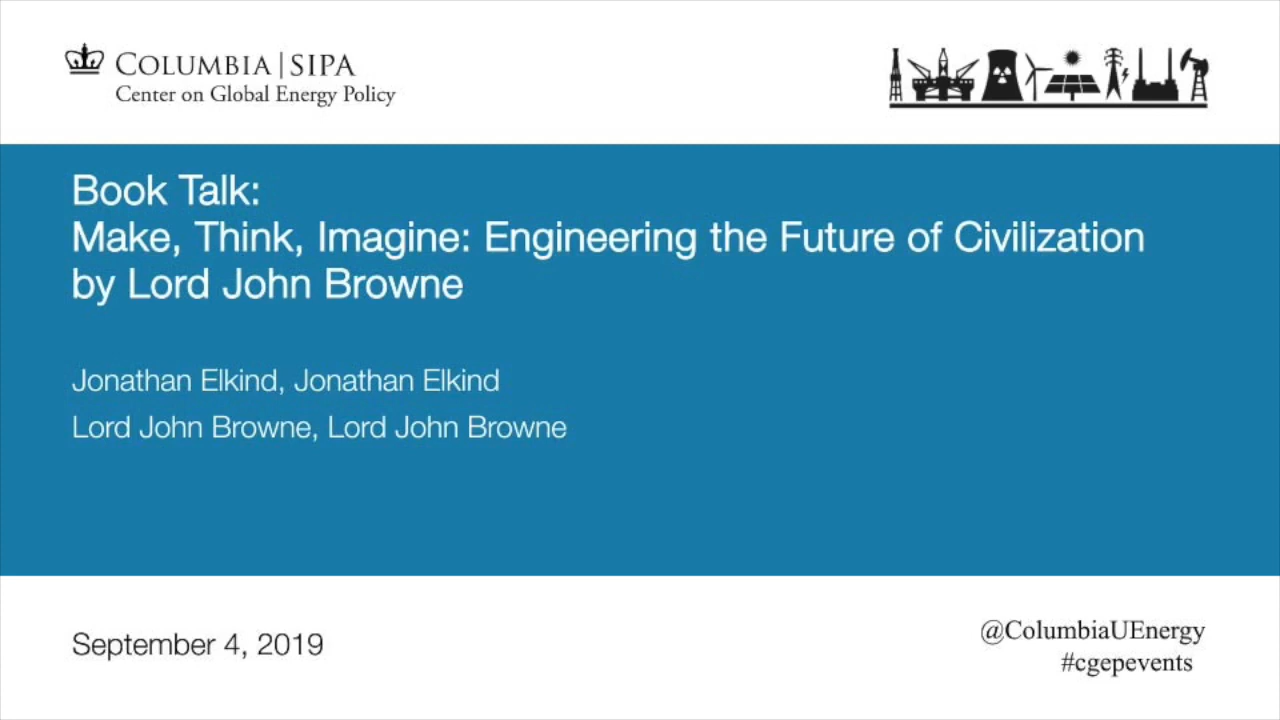 COLUMBIA | SIPA
Center on Global Energy Policy
Book Talk:
Make, Think, Imagine: Engineering the Future of Civilization
by Lord John Browne
Jonathan Elkind, Jonathan Elkind
Lord John Browne, Lord John Browne
September 4, 2019
@ColumbiaUEnergy
#cgepevents